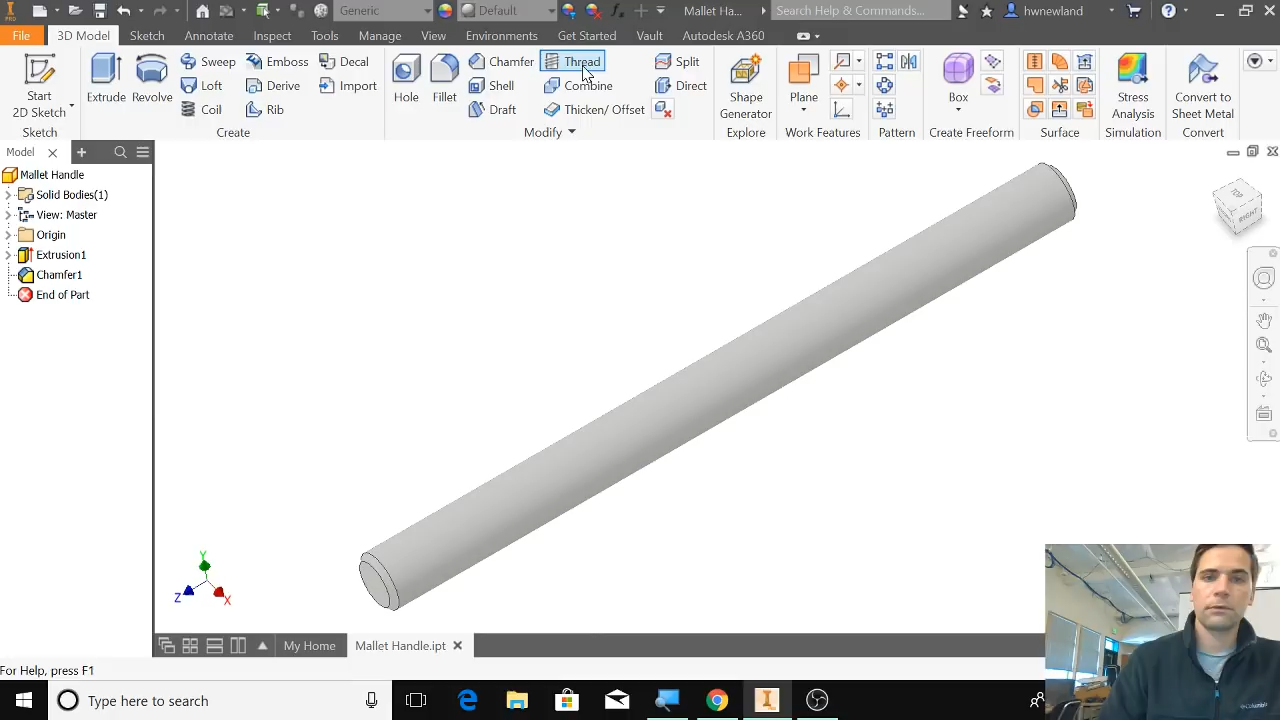 PRO Generic Default Mallet Ha... Search Help & Commands... hwnewland
File 3D Model Sketch Annotate Inspect Tools Manage View Environments Get Started Vault Autodesk A360
Start
2D Sketch
Sketch
Extrude Revolve
Sweep Emboss Decal
Loft Derive Import
Coil Rib
Create
Hole Fillet
Chamfer Thread
Shell Combine
Draft Thicken/ Offset
Split
Direct
Modify
Shape
Generator
Explore
Plane
Work Features
Pattern
Box
Create Freeform
Surface
Stress
Analysis
Simulation
Convert to
Sheet Metal
Convert
Model
Mallet Handle
Solid Bodies(1)
View: Master
Origin
Extrusion1
Chamfer1
End of Part
TOP
RIGHT
Y
Z
X
My Home Mallet Handle.ipt
For Help, press F1
Type here to search
PRO
Columbia